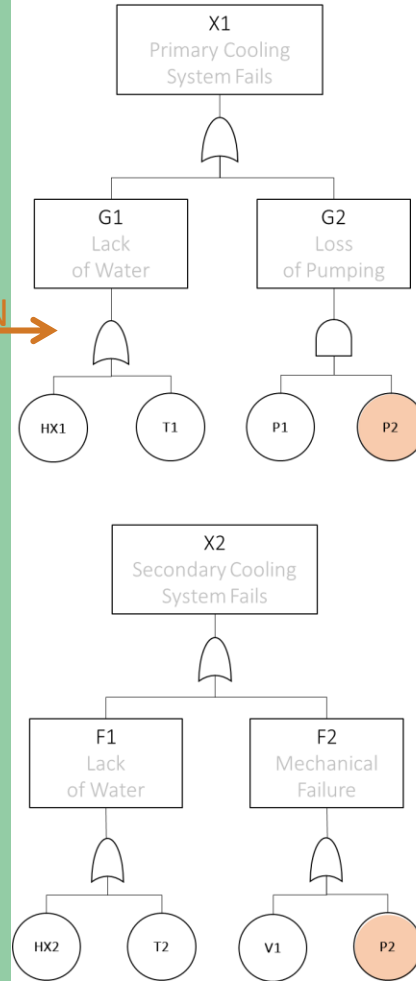 X1
Primary Cooling
System Fails
G1
Lack
of Water
G2
Loss
of Pumping
HX1
T1
P1
P2
X2
Secondary Cooling
System Fails
F1
Lack
of Water
F2
Mechanical
Failure
HX2
T2
V1
P2